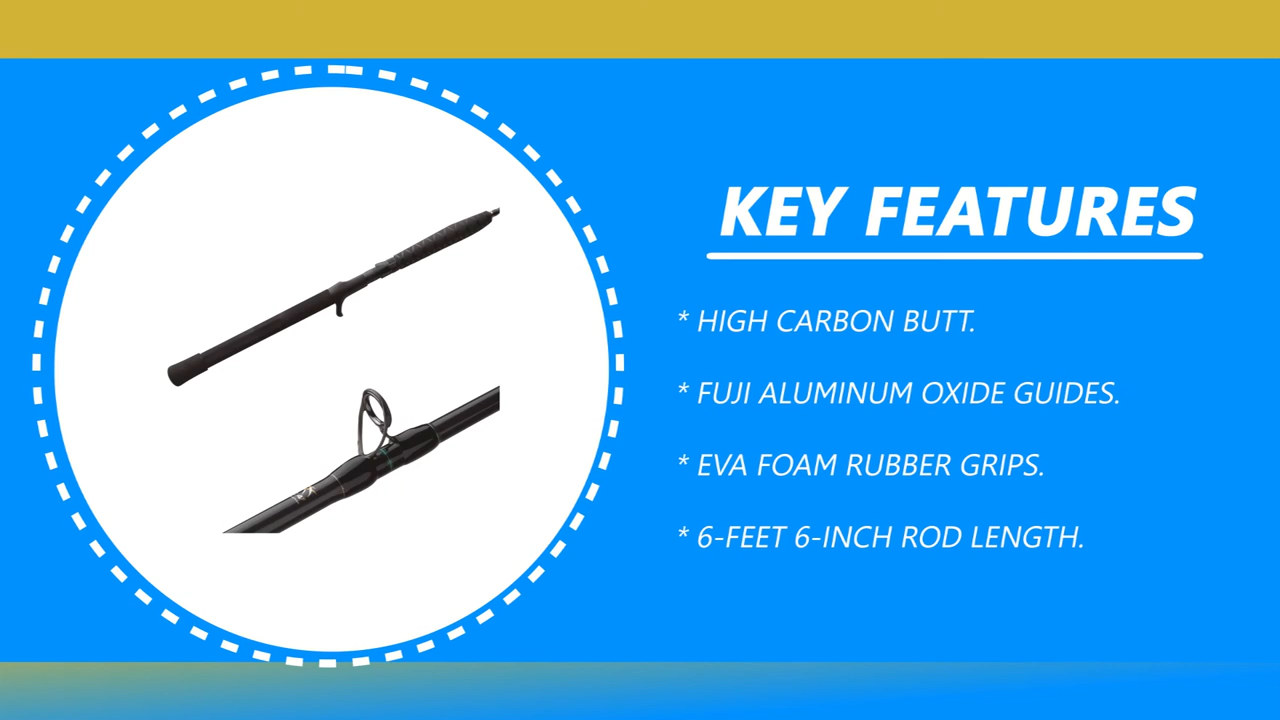 KEY FEATURES
* HIGH CARBON BUTT.
* FUJI ALUMINUM OXIDE GUIDES.
* EVA FOAM RUBBER GRIPS.
* 6-FEET 6-INCH ROD LENGTH.